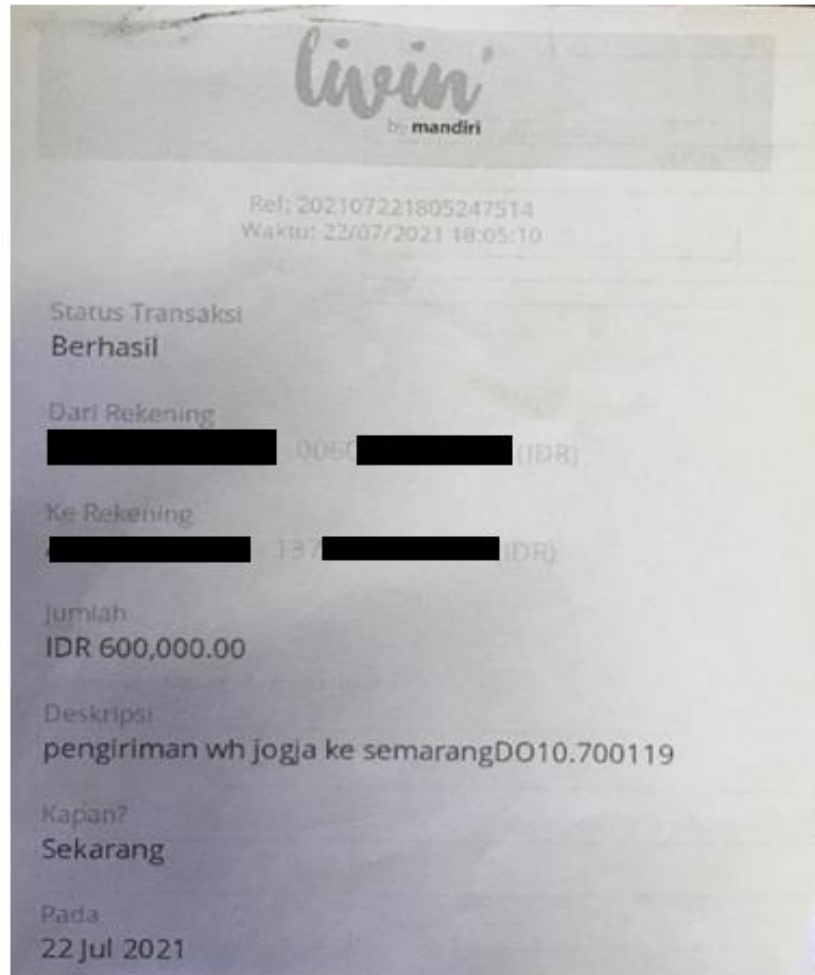 livin'
by mandiri
Ref: 202107221805247514
Waktu: 22/07/2021 18:05:10
Status Transaksi
Berhasil
Dari Rekening
0060 (IDR)
Ke Rekening
137 IDR)
Jumlah
IDR 600,000.00
Deskripsi
pengiriman wh jogja ke semarangDO10.700119
Kapan?
Sekarang
Pada
22 Jul 2021